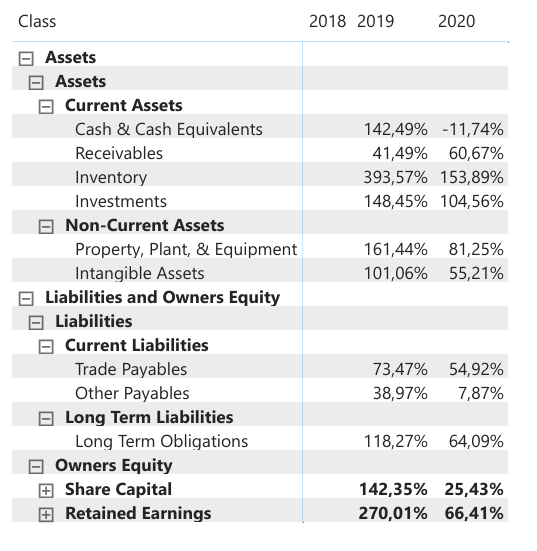 Class 2018 2019 2020
Assets
Assets
Current Assets
Cash & Cash Equivalents 142,49% -11,74%
Receivables 41,49% 60,67%
Inventory 393,57% 153,89%
Investments 148,45% 104,56%
Non-Current Assets
Property, Plant, & Equipment 161,44% 81,25%
Intangible Assets 101,06% 55,21%
Liabilities and Owners Equity
Liabilities
Current Liabilities
Trade Payables 73,47% 54,92%
Other Payables 38,97% 7,87%
Long Term Liabilities
Long Term Obligations 118,27% 64,09%
Owners Equity
Share Capital 142,35% 25,43%
Retained Earnings 270,01% 66,41%